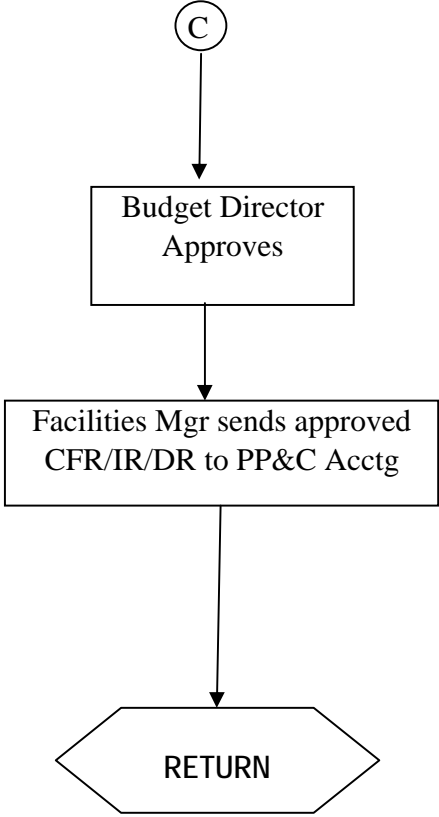 C
Budget Director
Approves
Facilities Mgr sends approved
CFR/IR/DR to PP&C Acctg
RETURN